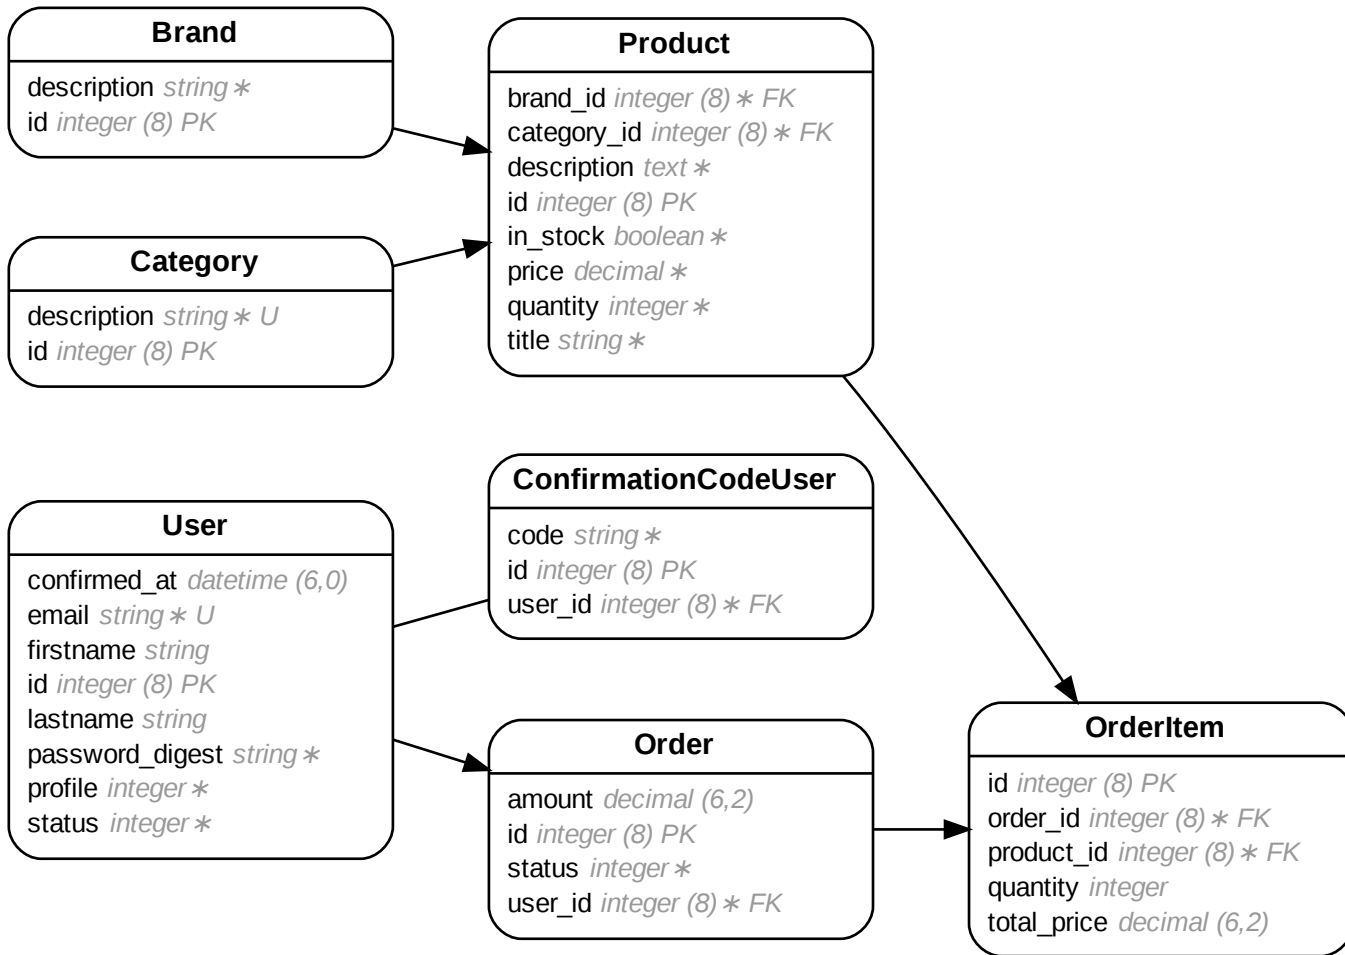 Brand
description string ∗
id integer (8) PK
Product
brand_id integer (8) ∗ FK
category_id integer (8) ∗ FK
description text ∗
id integer (8) PK
in_stock boolean ∗
price decimal ∗
quantity integer ∗
title string ∗
Category
description string ∗ U
id integer (8) PK
ConfirmationCodeUser
code string ∗
id integer (8) PK
user_id integer (8) ∗ FK
User
confirmed_at datetime (6,0)
email string ∗ U
firstname string
id integer (8) PK
lastname string
password_digest string ∗
profile integer ∗
status integer ∗
Order
amount decimal (6,2)
id integer (8) PK
status integer ∗
user_id integer (8) ∗ FK
OrderItem
id integer (8) PK
order_id integer (8) ∗ FK
product_id integer (8) ∗ FK
quantity integer
total_price decimal (6,2)